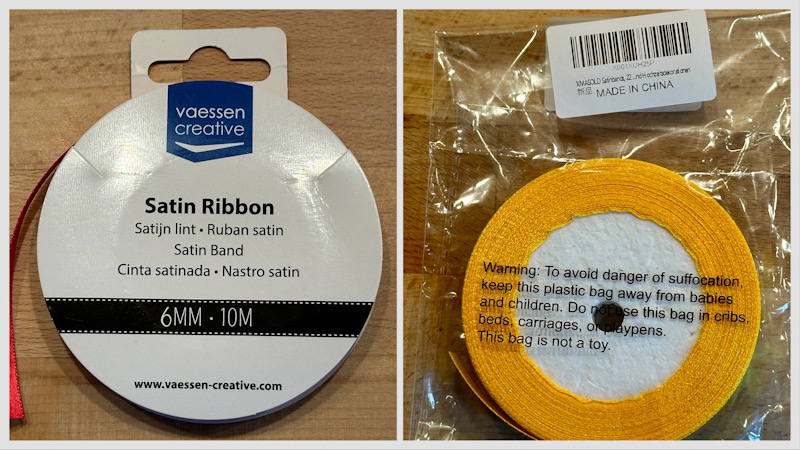 vaessen
creative
Satin Ribbon
Satijn lint • Ruban satin
Satin Band
Cinta satinada • Nastro satin
6MM · 10M
www.vaessen-creative.com
新品 MADE IN CHINA
Warning: To avoid danger of suffocation,
keep this plastic bag away from babies
and children. Do not use this bag in cribs,
beds, carriages, or playpens.
This bag is not a toy.